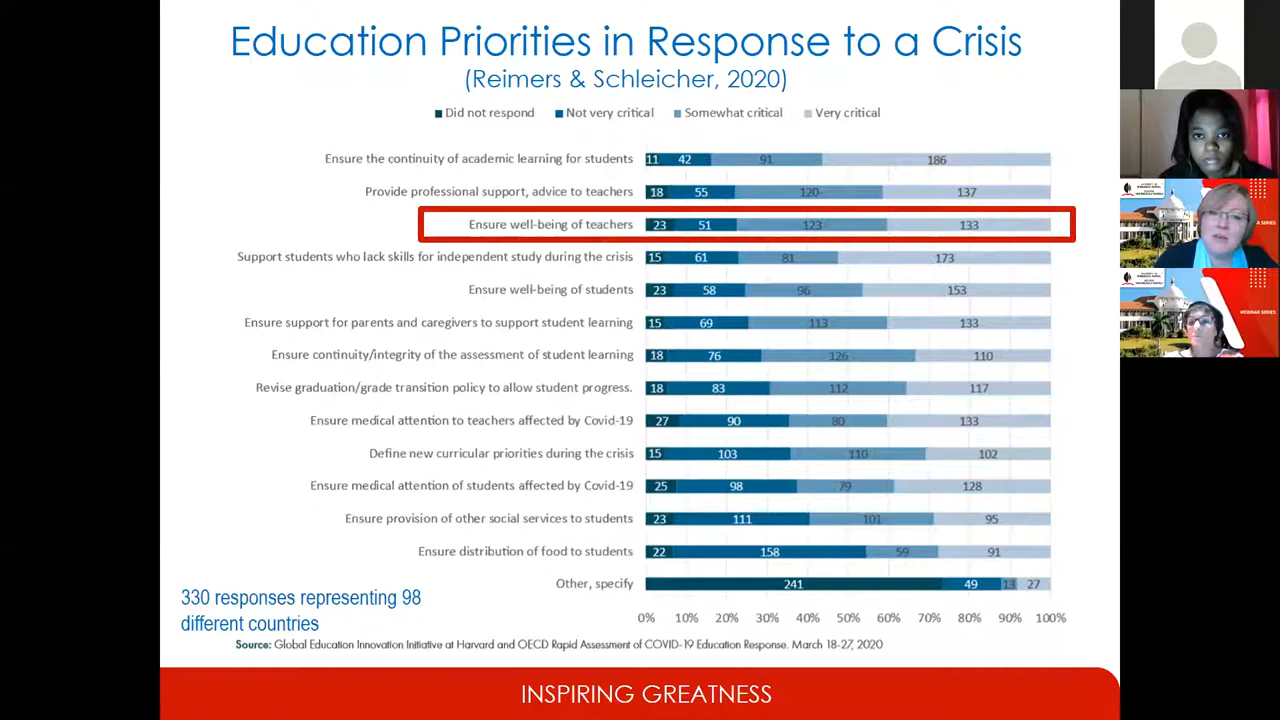 Education Priorities in Response to a Crisis
(Reimers & Schleicher, 2020)
Did not respond Not very critical Somewhat critical Very critical
Ensure the continuity of academic learning for students 11 42 91 186
Provide professional support, advice to teachers 18 55 120 137
Ensure well-being of teachers 23 51 123 133
Support students who lack skills for independent study during the crisis 15 61 81 173
Ensure well-being of students 23 58 96 153
Ensure support for parents and caregivers to support student learning 15 69 113 133
Ensure continuity/integrity of the assessment of student learning 18 76 126 110
Revise graduation/grade transition policy to allow student progress. 18 83 112 117
Ensure medical attention to teachers affected by Covid-19 27 90 80 133
Define new curricular priorities during the crisis 15 103 110 102
Ensure medical attention of students affected by Covid-19 25 98 79 128
Ensure provision of other social services to students 23 111 101 95
Ensure distribution of food to students 22 158 59 91
Other, specify 241 49 13 27
0% 10% 20% 30% 40% 50% 60% 70% 80% 90% 100%
330 responses representing 98
different countries
Source: Global Education Innovation Initiative at Harvard and OECD Rapid Assessment of COVID-19 Education Response. March 18-27, 2020
INSPIRING GREATNESS
WEBINAR SERIES